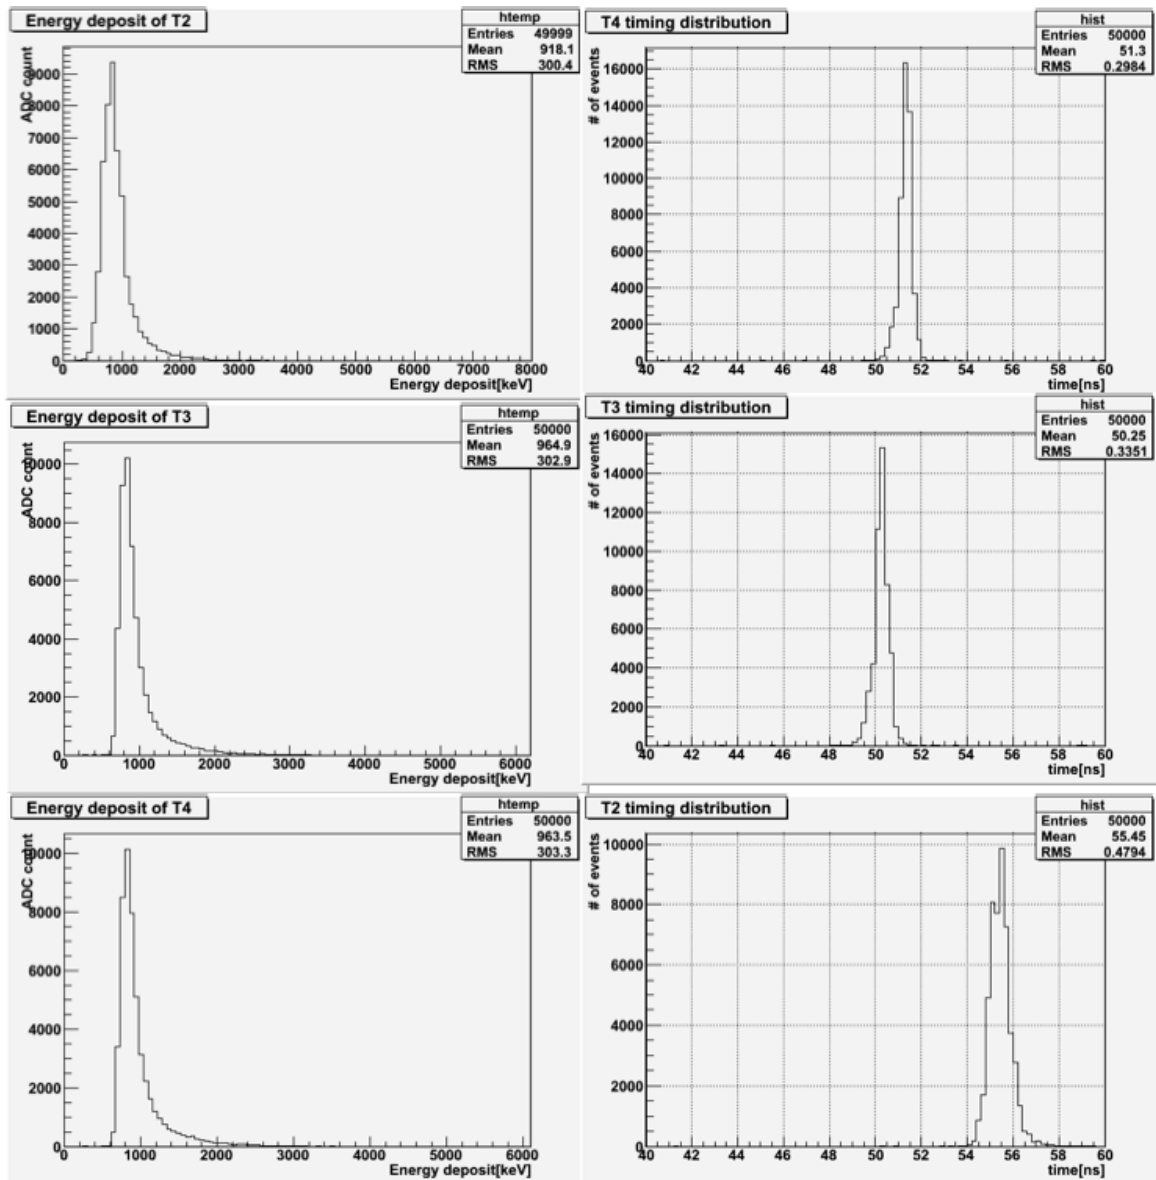 Energy deposit of T2
htemp
Entries 49999
Mean 918.1
RMS 300.4
ADC count
9000
8000
7000
6000
5000
4000
3000
2000
1000
0
0 1000 2000 3000 4000 5000 6000 7000 8000
Energy deposit[keV]
T4 timing distribution
hist
Entries 50000
Mean 51.3
RMS 0.2984
# of events
16000
14000
12000
10000
8000
6000
4000
2000
0
40 42 44 46 48 50 52 54 56 58 60
time[ns]
Energy deposit of T3
htemp
Entries 50000
Mean 964.9
RMS 302.9
ADC count
10000
8000
6000
4000
2000
0
0 1000 2000 3000 4000 5000 6000
Energy deposit[keV]
T3 timing distribution
hist
Entries 50000
Mean 50.25
RMS 0.3351
# of events
16000
14000
12000
10000
8000
6000
4000
2000
0
40 42 44 46 48 50 52 54 56 58 60
time[ns]
Energy deposit of T4
htemp
Entries 50000
Mean 963.5
RMS 303.3
ADC count
10000
8000
6000
4000
2000
0
0 1000 2000 3000 4000 5000 6000
Energy deposit[keV]
T2 timing distribution
hist
Entries 50000
Mean 55.45
RMS 0.4794
# of events
10000
8000
6000
4000
2000
0
40 42 44 46 48 50 52 54 56 58 60
time[ns]